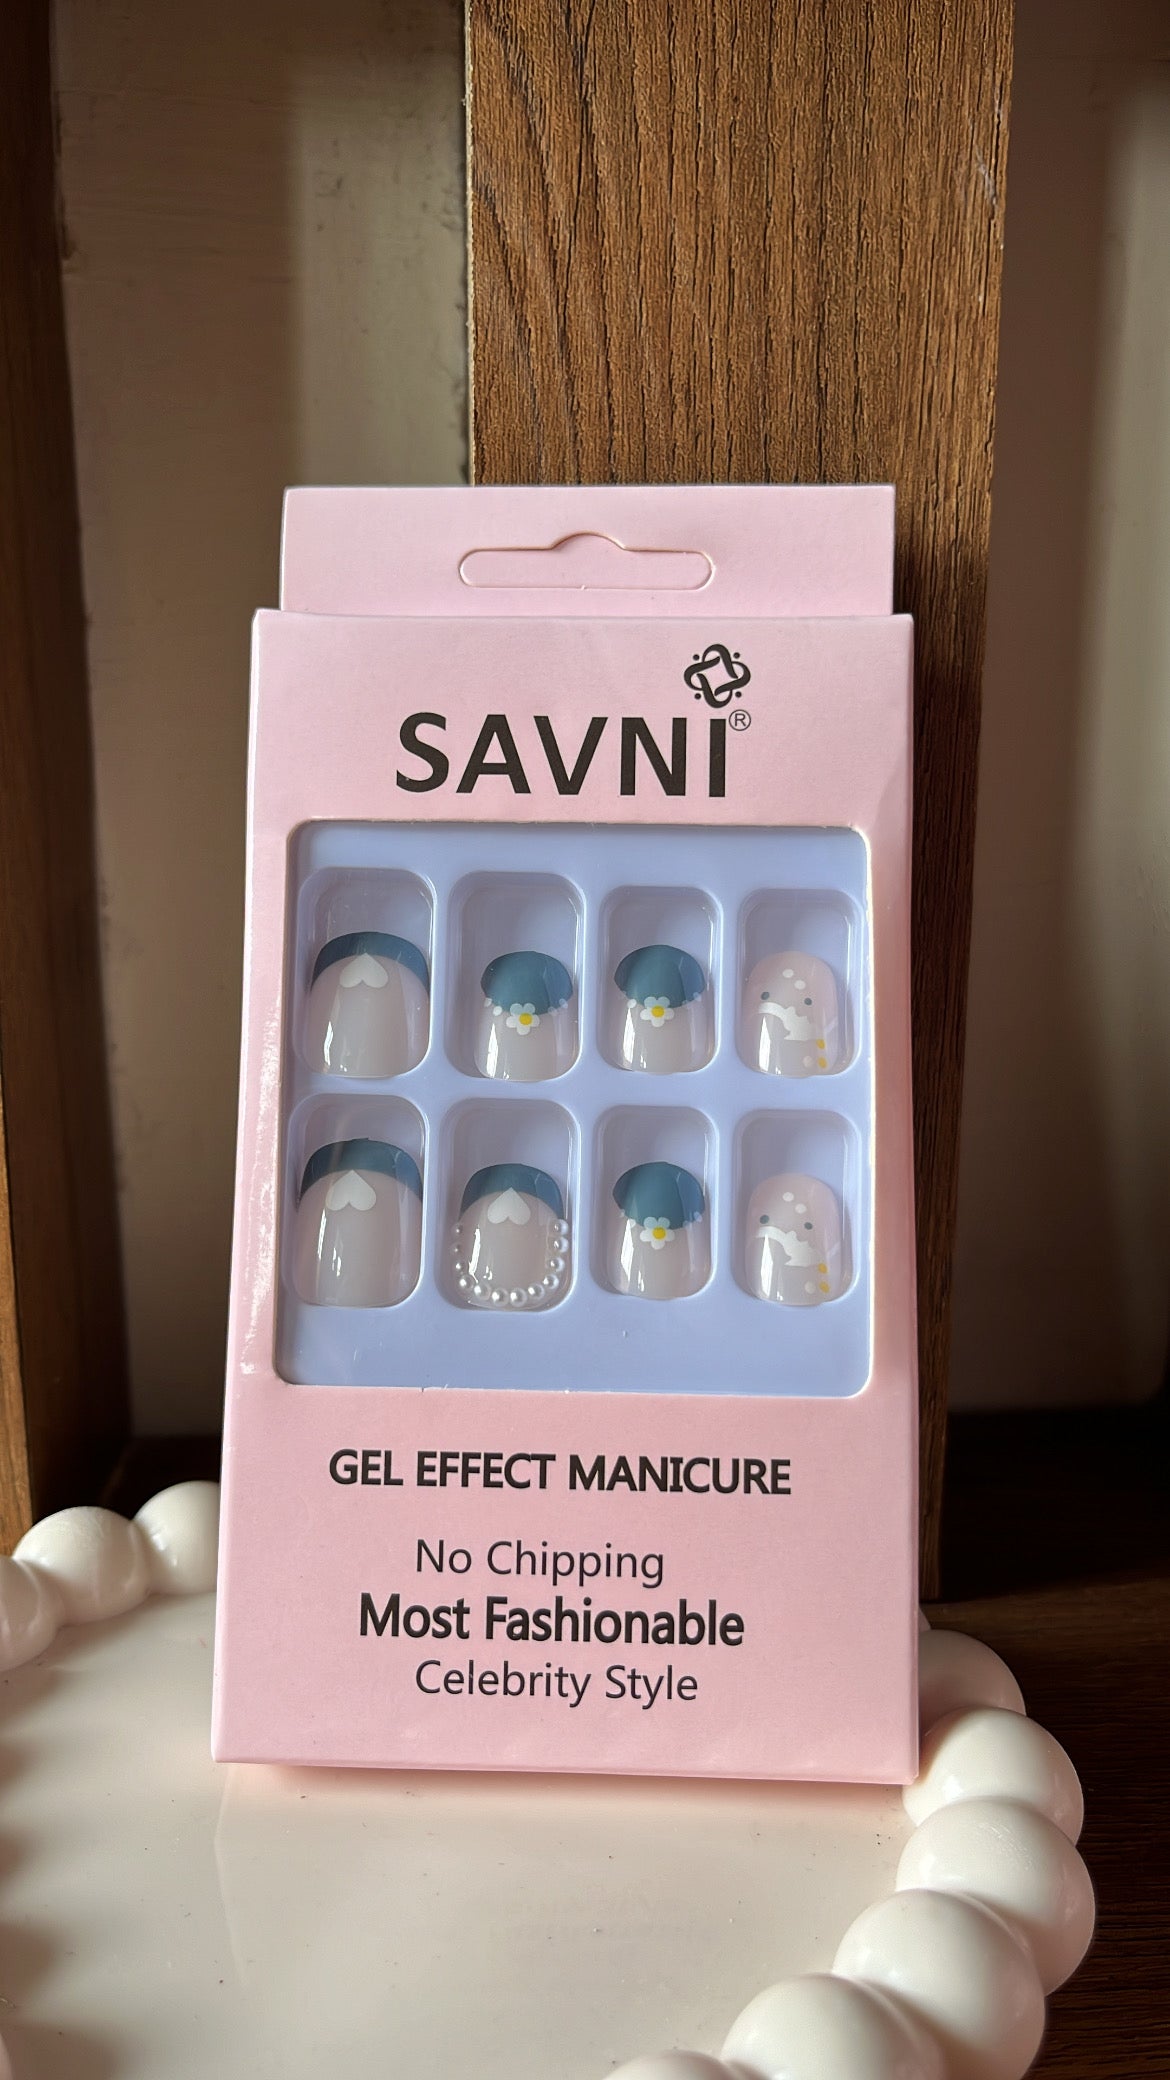 SAVNI®
GEL EFFECT MANICURE
No Chipping
Most Fashionable
Celebrity Style